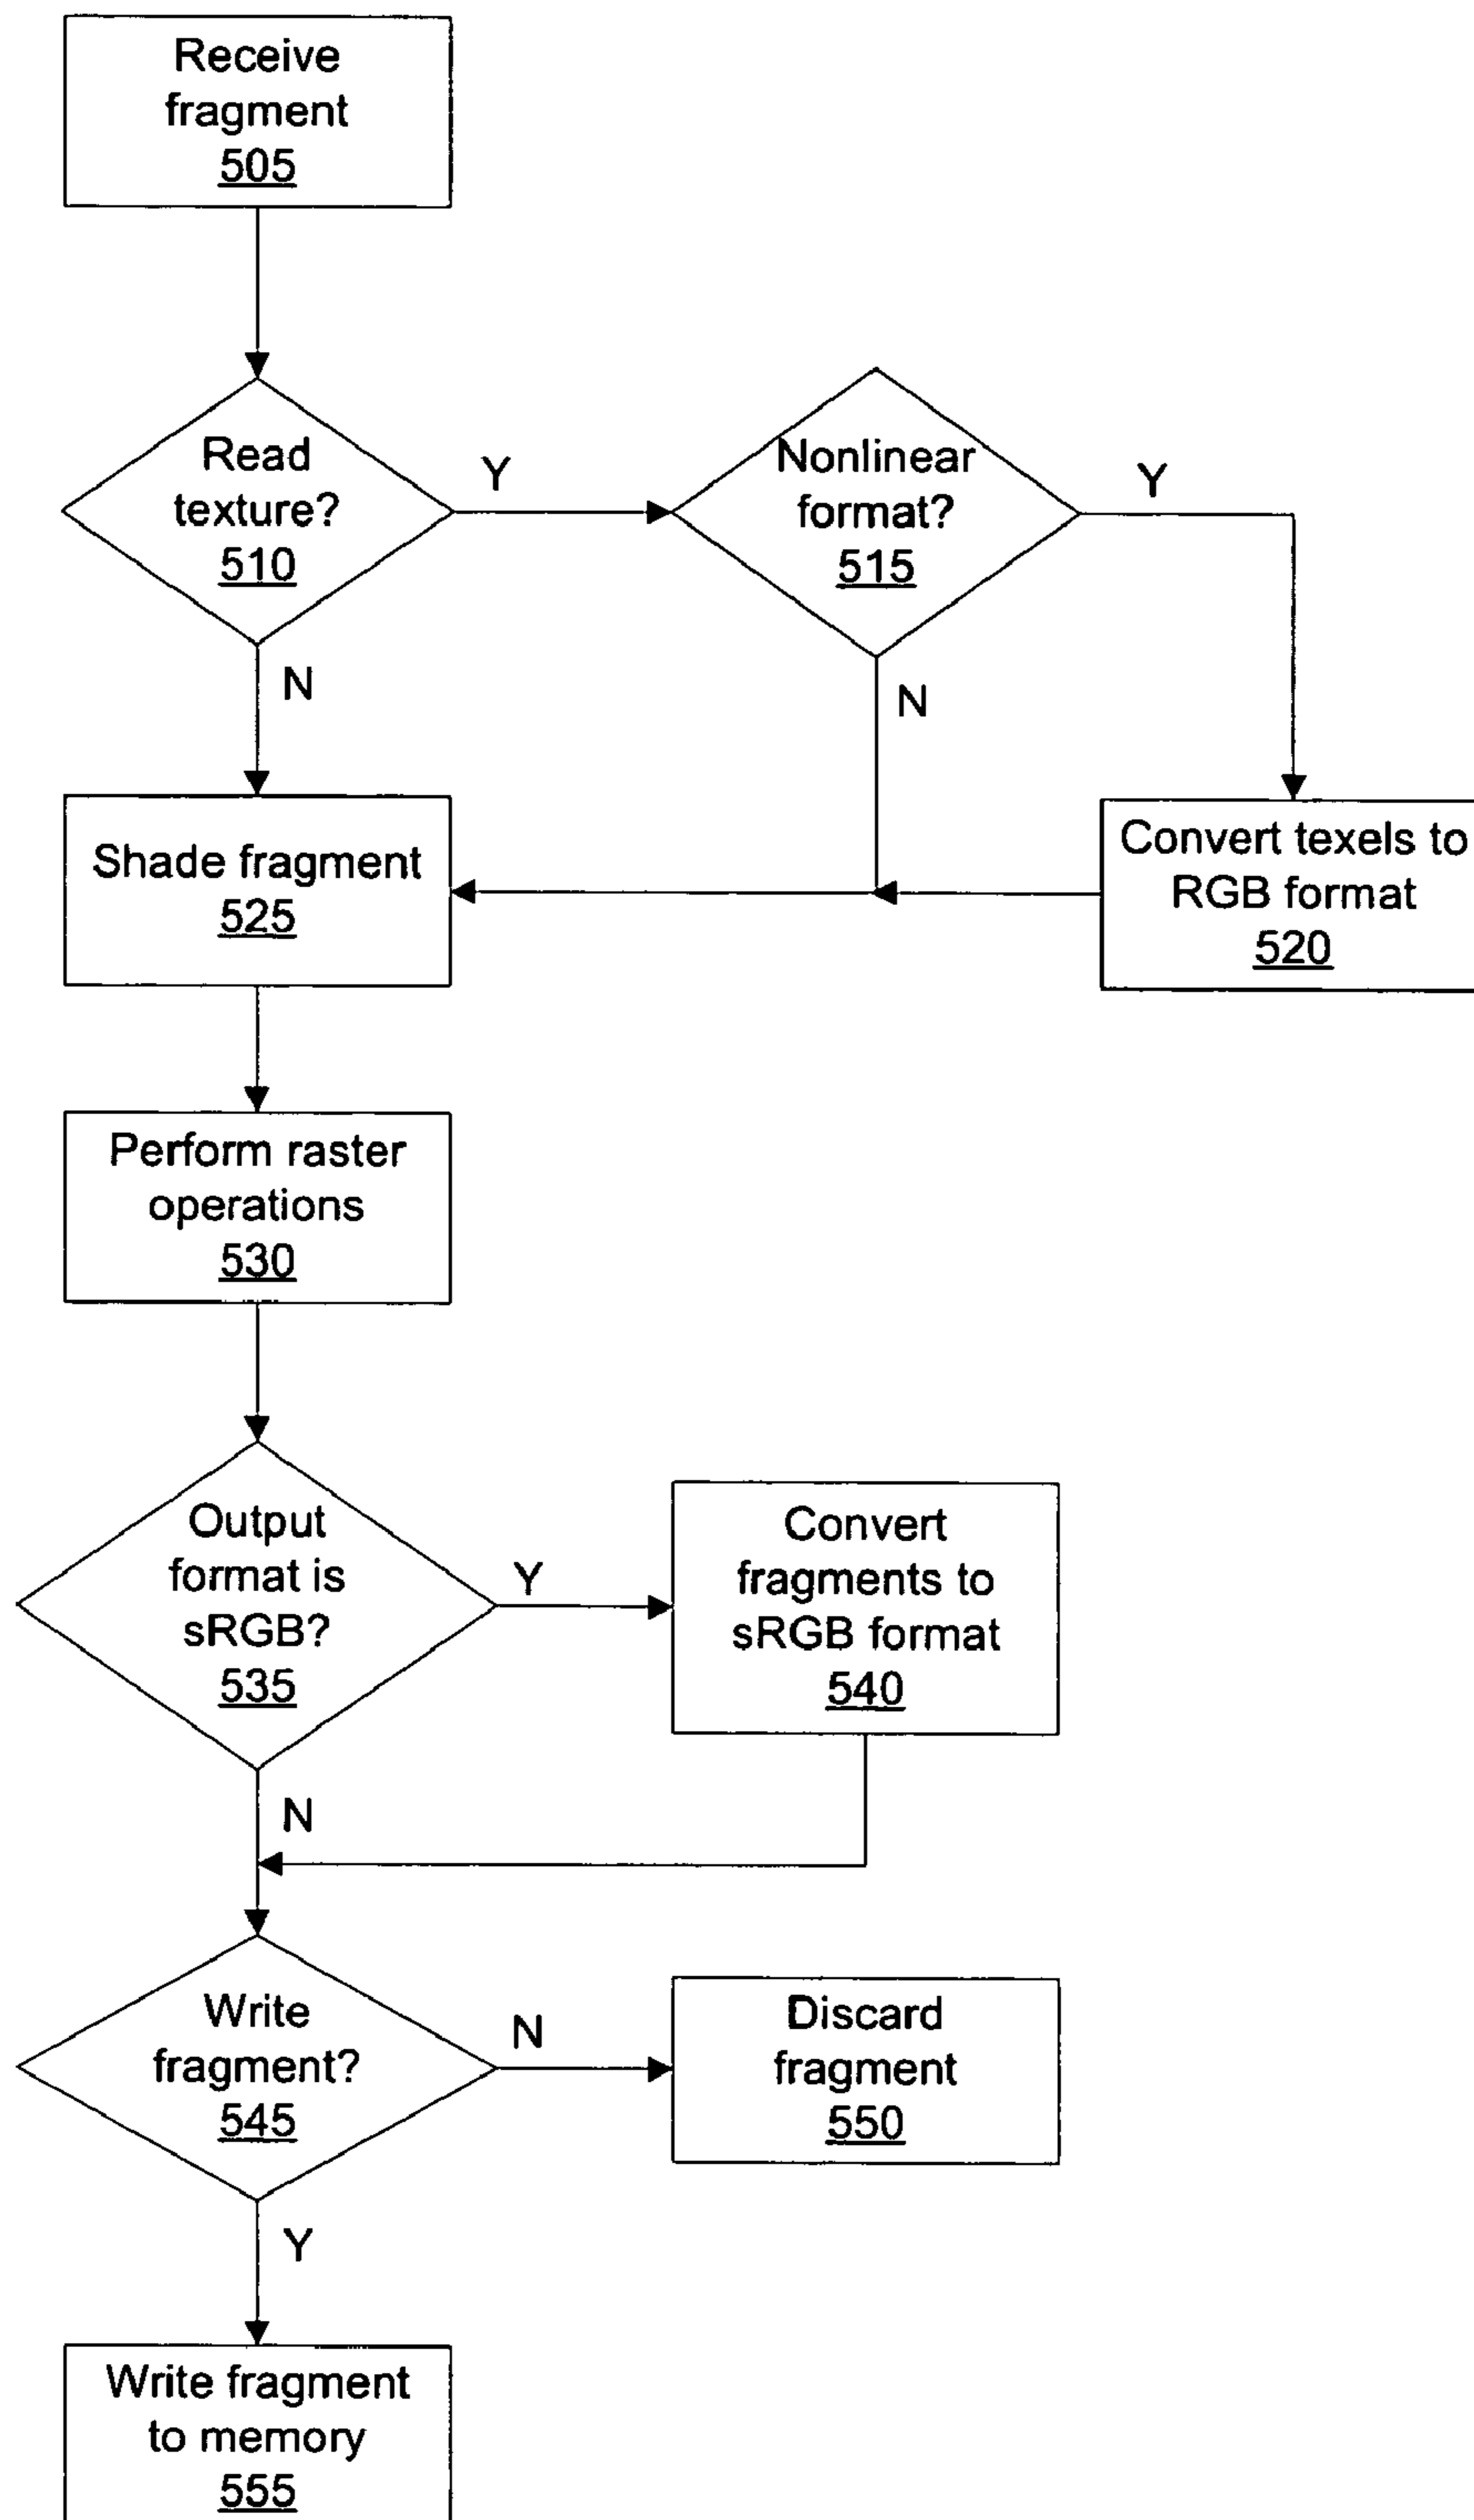 Receive
fragment
505
Read
texture?
510
Y
Nonlinear
format?
515
Y
N
N
Shade fragment
525
Convert texels to
RGB format
520
Perform raster
operations
530
Output
format is
sRGB?
535
Y
Convert
fragments to
sRGB format
540
N
Write
fragment?
545
N
Discard
fragment
550
Y
Write fragment
to memory
555